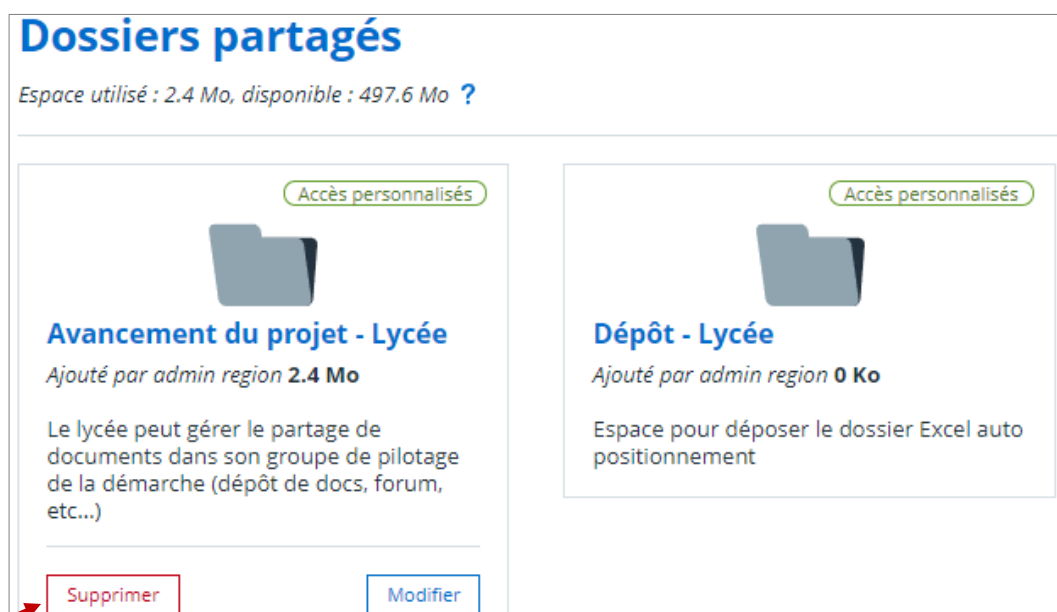 Dossiers partagés
Espace utilisé : 2.4 Mo, disponible : 497.6 Mo ?
Accès personnalisés
Avancement du projet - Lycée
Ajouté par admin region 2.4 Mo
Le lycée peut gérer le partage de
documents dans son groupe de pilotage
de la démarche (dépôt de docs, forum,
etc...)
Supprimer
Modifier
Accès personnalisés
Dépôt - Lycée
Ajouté par admin region 0 Ko
Espace pour déposer le dossier Excel auto
positionnement